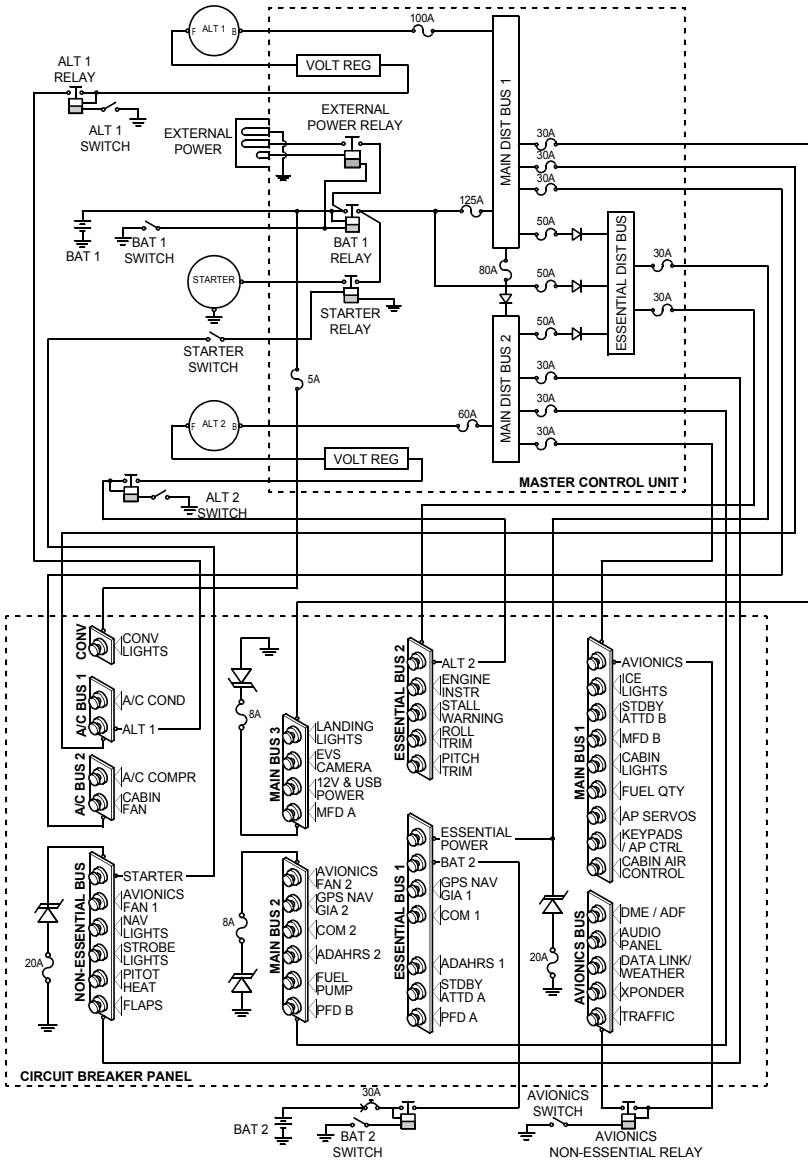 100A
F ALT 1 B
VOLT REG
ALT 1
RELAY
ALT 1
SWITCH
EXTERNAL
POWER RELAY
EXTERNAL
POWER
MAIN DIST BUS 1
30A
30A
30A
125A
BAT 1
BAT 1
SWITCH
BAT 1
RELAY
50A
ESSENTIAL DIST BUS
30A
80A
50A
30A
STARTER
STARTER
RELAY
STARTER
SWITCH
50A
MAIN DIST BUS 2
30A
5A
30A
30A
60A
F ALT 2 B
VOLT REG
ALT 2
SWITCH
MASTER CONTROL UNIT
CONV
CONV
LIGHTS
A/C BUS 1
A/C COND
ALT 1
A/C BUS 2
A/C COMPR
CABIN
FAN
NON-ESSENTIAL BUS
STARTER
AVIONICS
FAN 1
NAV
LIGHTS
STROBE
LIGHTS
PITOT
HEAT
FLAPS
20A
8A
MAIN BUS 3
LANDING
LIGHTS
EVS
CAMERA
12V & USB
POWER
MFD A
8A
MAIN BUS 2
AVIONICS
FAN 2
GPS NAV
GIA 2
COM 2
ADAHRS 2
FUEL
PUMP
PFD B
ESSENTIAL BUS 2
ALT 2
ENGINE
INSTR
STALL
WARNING
ROLL
TRIM
PITCH
TRIM
ESSENTIAL BUS 1
ESSENTIAL
POWER
BAT 2
GPS NAV
GIA 1
COM 1
ADAHRS 1
STDBY
ATTD A
PFD A
20A
MAIN BUS 1
AVIONICS
ICE
LIGHTS
STDBY
ATTD B
MFD B
CABIN
LIGHTS
FUEL QTY
AP SERVOS
KEYPADS
/ AP CTRL
CABIN AIR
CONTROL
AVIONICS BUS
DME / ADF
AUDIO
PANEL
DATA LINK/
WEATHER
XPONDER
TRAFFIC
CIRCUIT BREAKER PANEL
30A
BAT 2
BAT 2
SWITCH
AVIONICS
SWITCH
AVIONICS
NON-ESSENTIAL RELAY